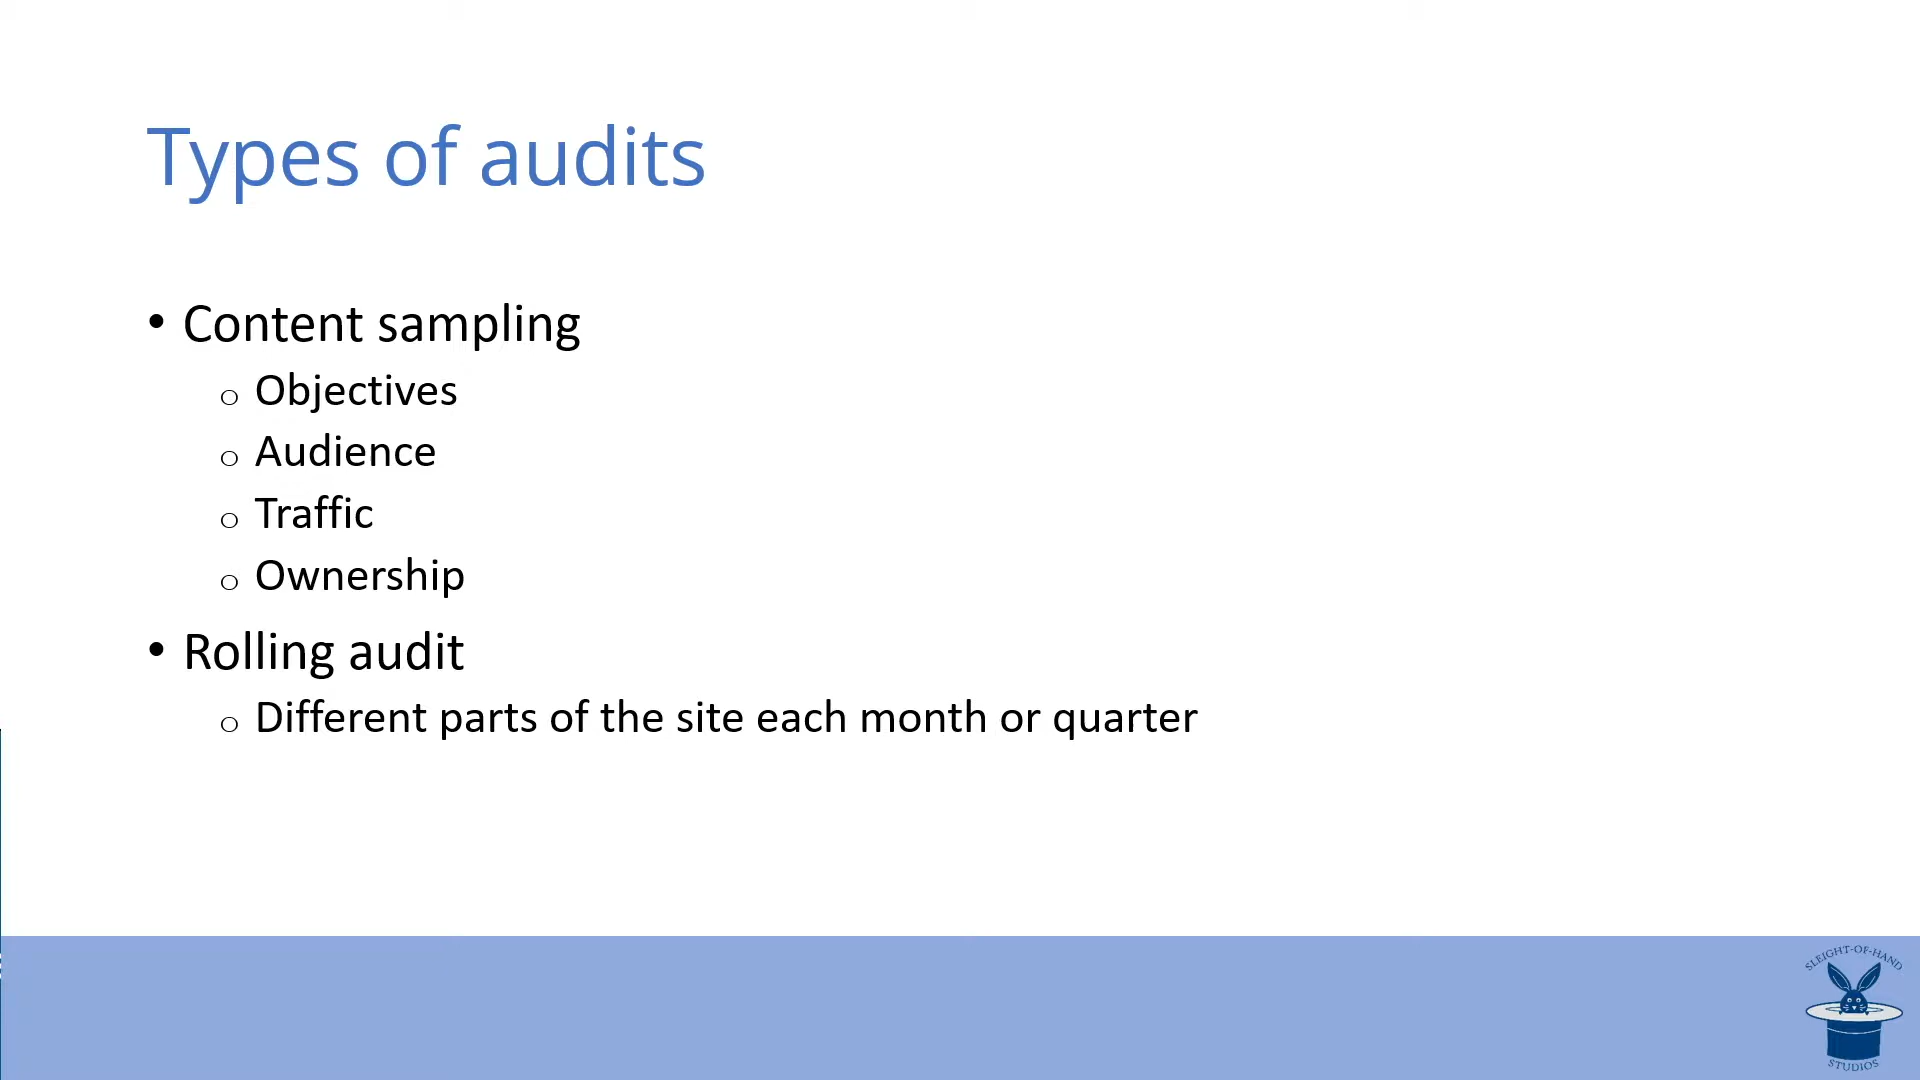 Types of audits
• Content sampling
o Objectives
o Audience
o Traffic
o Ownership
• Rolling audit
o Different parts of the site each month or quarter
SLEIGHT-OF-HAND
STUDIOS